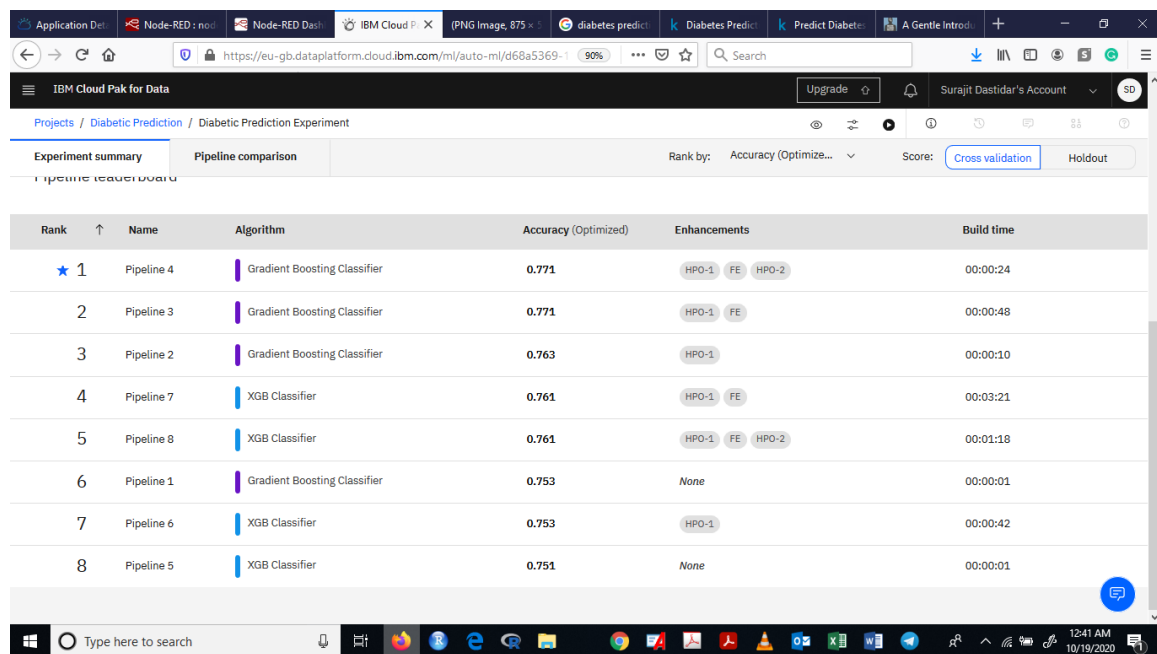 Application Deta Node-RED : nod Node-RED Dash IBM Cloud P (PNG Image, 875 × 5 diabetes predict Diabetes Predict Predict Diabetes A Gentle Introdu
https://eu-gb.dataplatform.cloud.ibm.com/ml/auto-ml/d68a5369-1 90% Search
IBM Cloud Pak for Data Upgrade Surajit Dastidar's Account SD
Projects / Diabetic Prediction / Diabetic Prediction Experiment
Experiment summary Pipeline comparison Rank by: Accuracy (Optimize... Score: Cross validation Holdout
Pipeline leaderboard
Rank Name Algorithm Accuracy (Optimized) Enhancements Build time
1 Pipeline 4 Gradient Boosting Classifier 0.771 HPO-1 FE HPO-2 00:00:24
2 Pipeline 3 Gradient Boosting Classifier 0.771 HPO-1 FE 00:00:48
3 Pipeline 2 Gradient Boosting Classifier 0.763 HPO-1 00:00:10
4 Pipeline 7 XGB Classifier 0.761 HPO-1 FE 00:03:21
5 Pipeline 8 XGB Classifier 0.761 HPO-1 FE HPO-2 00:01:18
6 Pipeline 1 Gradient Boosting Classifier 0.753 None 00:00:01
7 Pipeline 6 XGB Classifier 0.753 HPO-1 00:00:42
8 Pipeline 5 XGB Classifier 0.751 None 00:00:01
Type here to search 12:41 AM
10/19/2020